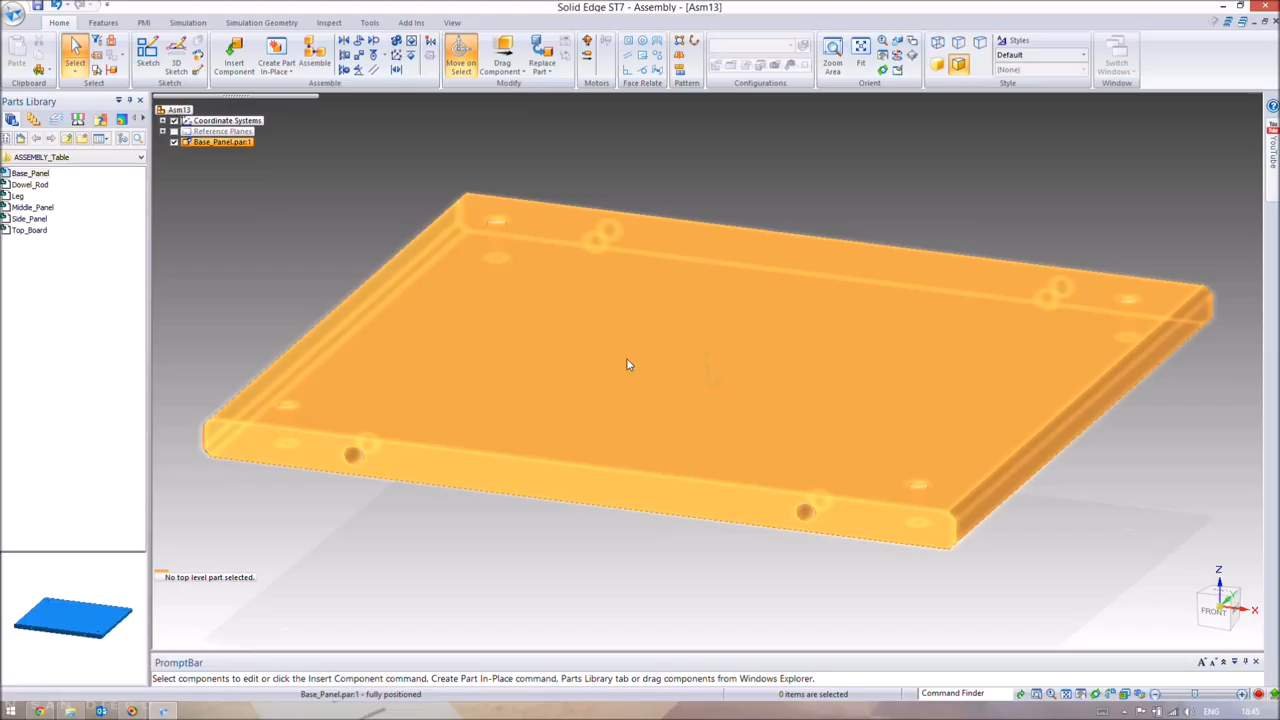 Solid Edge ST7 - Assembly - [Asm13]
Home Features PMI Simulation Simulation Geometry Inspect Tools Add Ins View
Paste Select Sketch 3D Sketch Insert Component Create Part In-Place Assemble Move on Select Drag Component Replace Part Zoom Area Fit Styles Default (None) Switch Windows
Clipboard Select Sketch Assemble Modify Motors Face Relate Pattern Configurations Orient Style Window
Parts Library
ASSEMBLY_Table
Base_Panel
Dowel_Rod
Leg
Middle_Panel
Side_Panel
Top_Board
Asm13
Coordinate Systems
Reference Planes
Base_Panel.par:1
You Tube
YouTube
No top level part selected.
Z
X
FRONT
PromptBar
Select components to edit or click the Insert Component command, Create Part In-Place command, Parts Library tab or drag components from Windows Explorer.
Base_Panel.par:1 - fully positioned 0 items are selected Command Finder
ENG 18:45